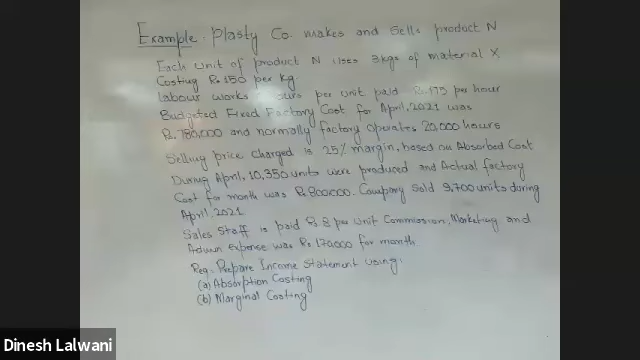 Example. Plasty Co. makes and sells product N
Each unit of product N uses 3kgs of material X
Costing Rs.150 per kg.
Labour works hours per unit paid Rs.175 per hour
Budgeted Fixed Factory Cost for April, 2021 was
Rs.780,000 and normally factory operates 20,000 hours
Selling price charged is 25% margin, based on Absorbed Cost
During April, 10,350 units were produced and Actual factory
Cost for month was Rs.800,000. Company sold 9,700 units during
April, 2021
Sales Staff is paid Rs.8 per unit Commission, Marketing and
Admn expense was Rs.120,000 for month.
Req:- Prepare Income Statement using:
(a) Absorption Costing
(b) Marginal Costing
Dinesh Lalwani